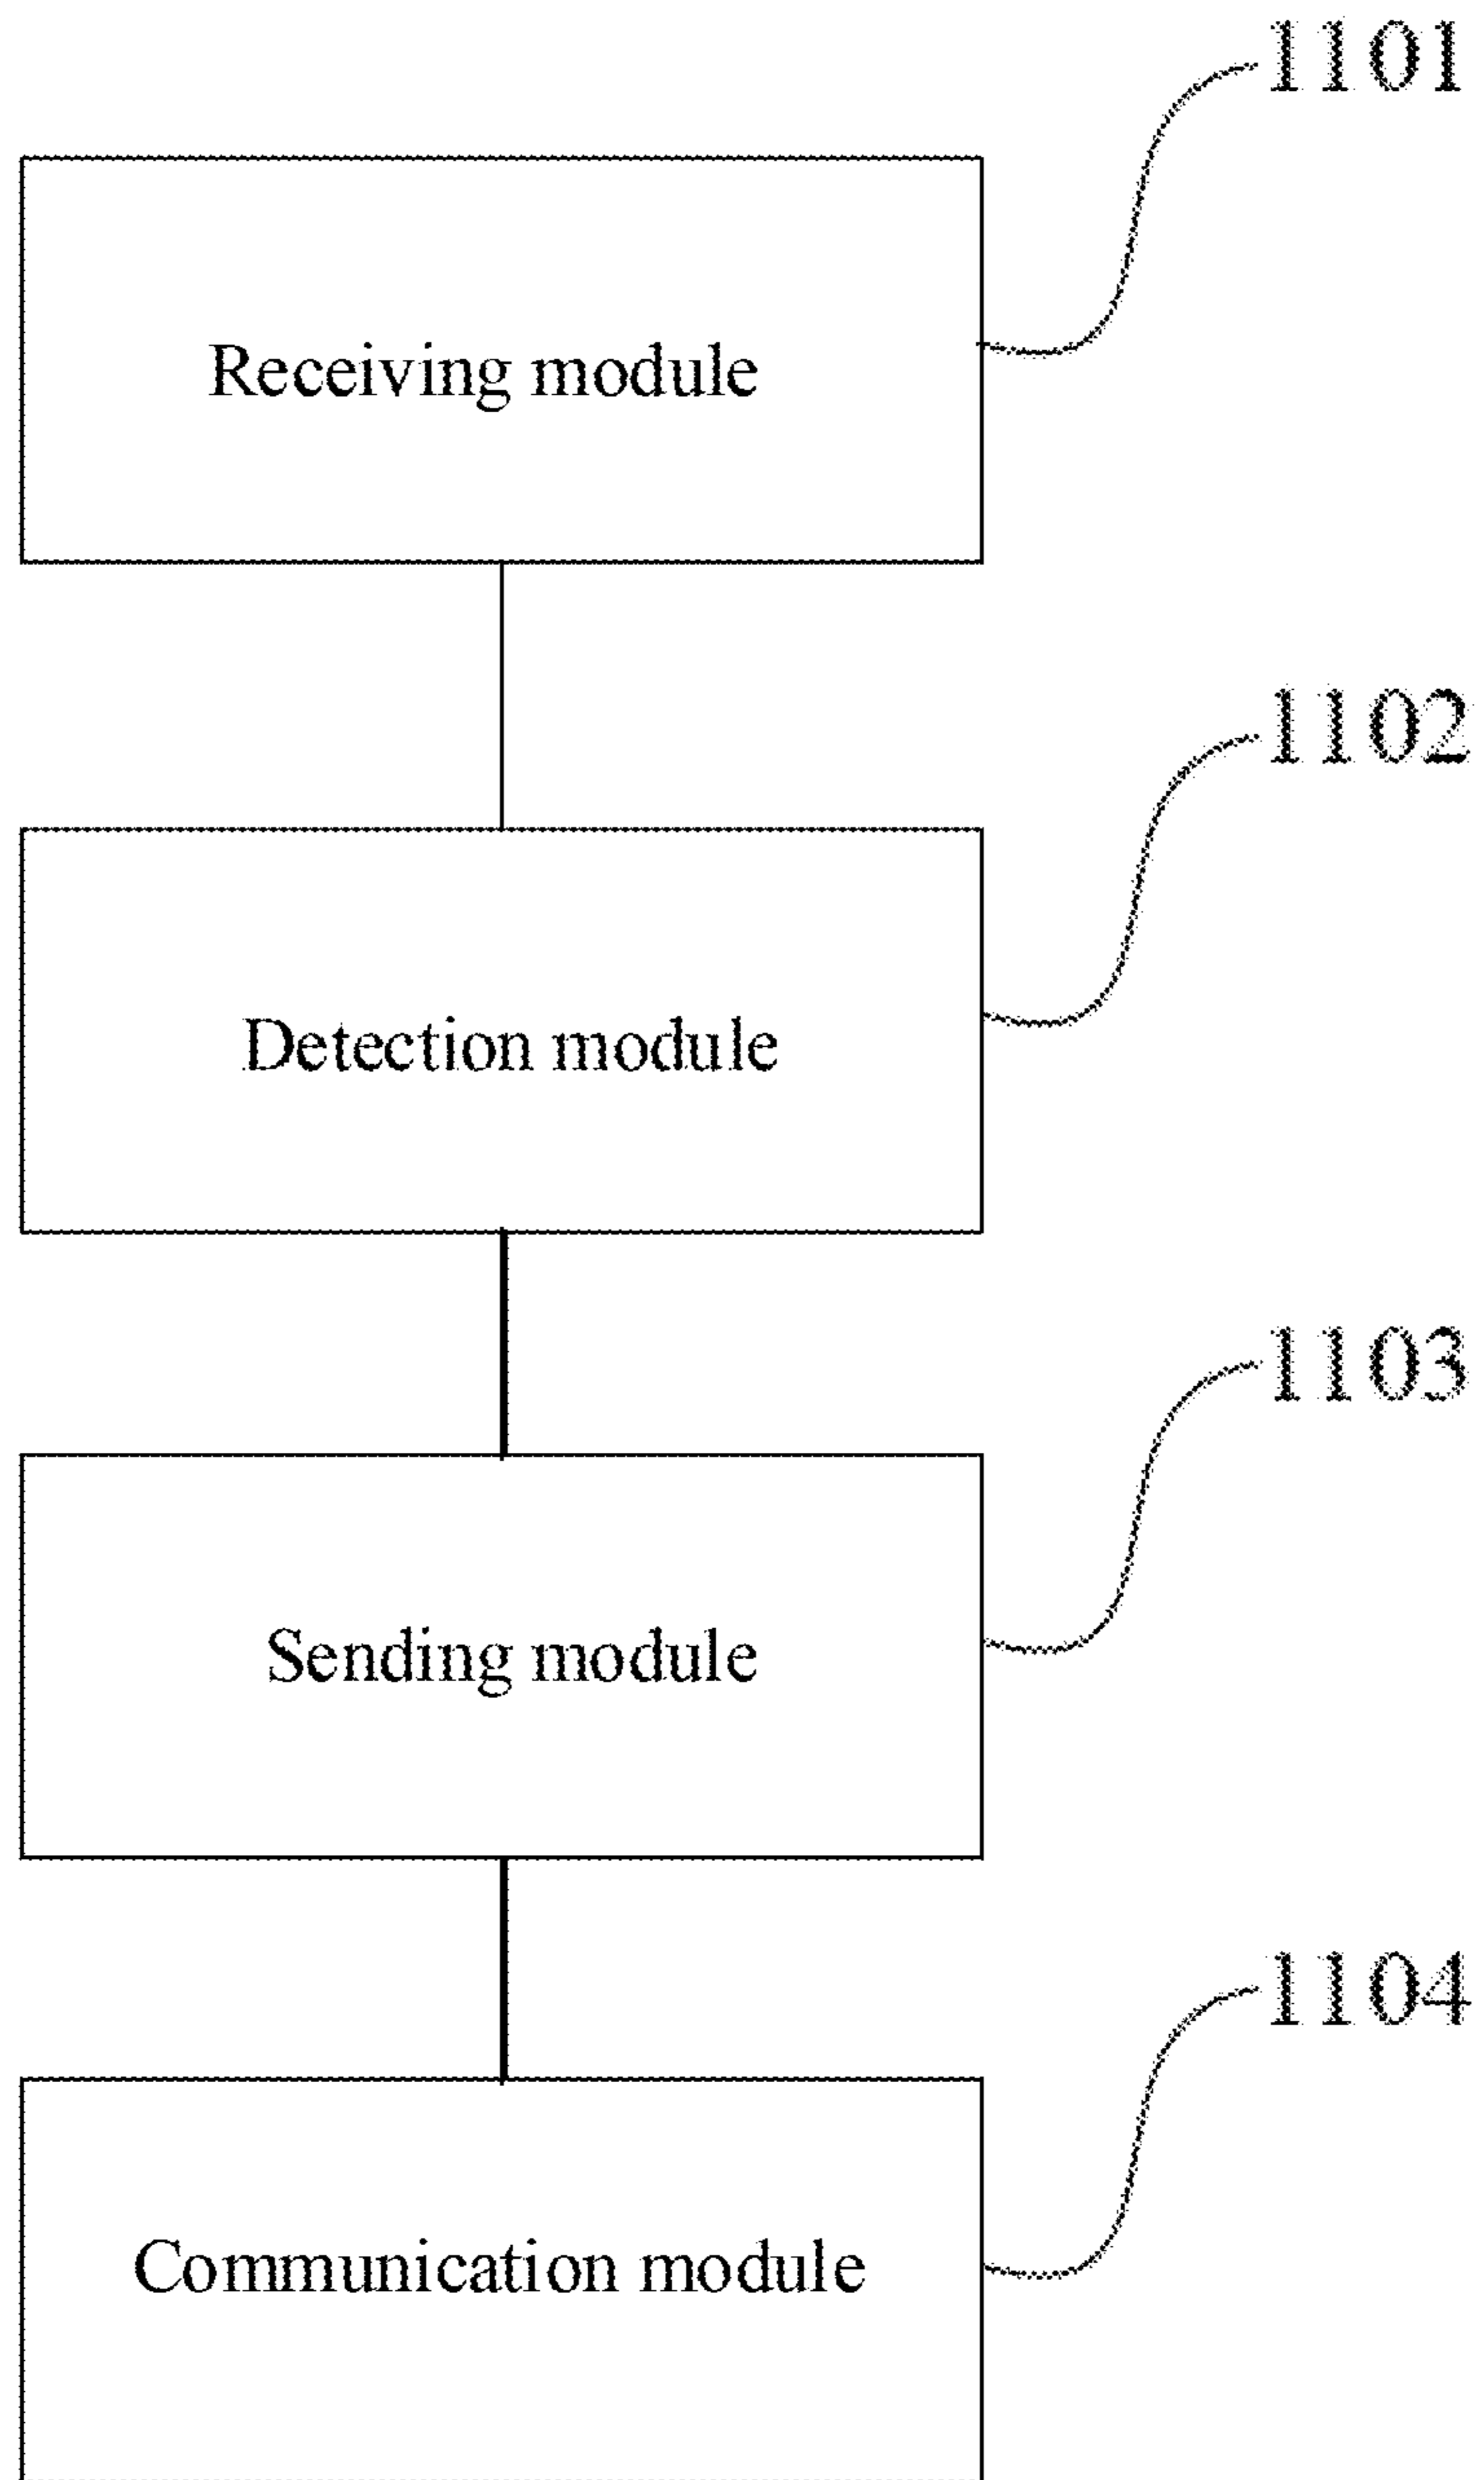 1101
Receiving module
1102
Detection module
1103
Sending module
1104
Communication module